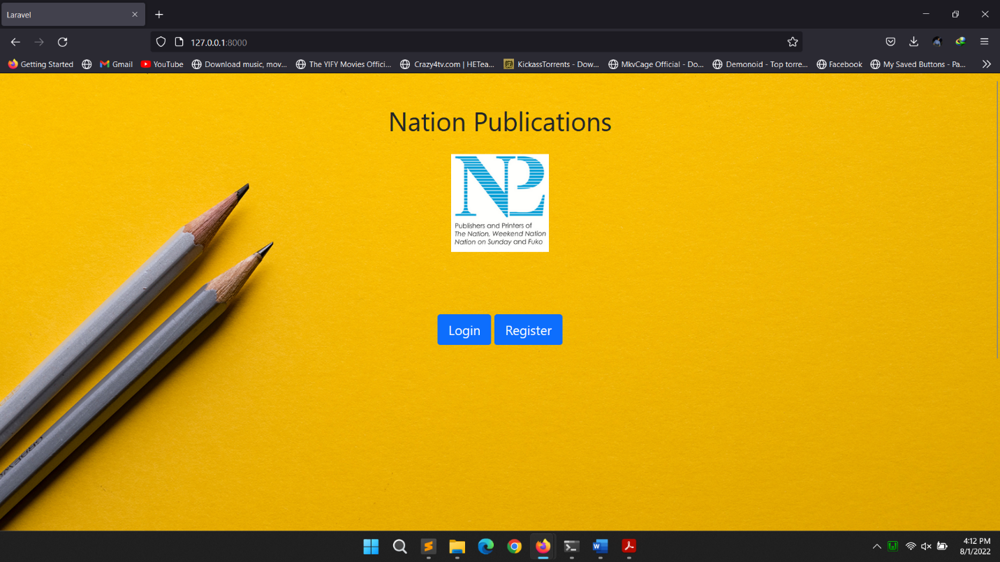 Laravel
127.0.0.1:8000
Getting Started
Gmail
YouTube
Download music, mov...
The YIFY Movies Offici...
Crazy4tv.com | HETea...
KickassTorrents - Dow...
MkvCage Official - Do...
Demonoid - Top torre...
Facebook
My Saved Buttons - Pa...
Nation Publications
NPL
Publishers and Printers of
The Nation, Weekend Nation
Nation on Sunday and Fuko
Login
Register
4:12 PM
8/1/2022